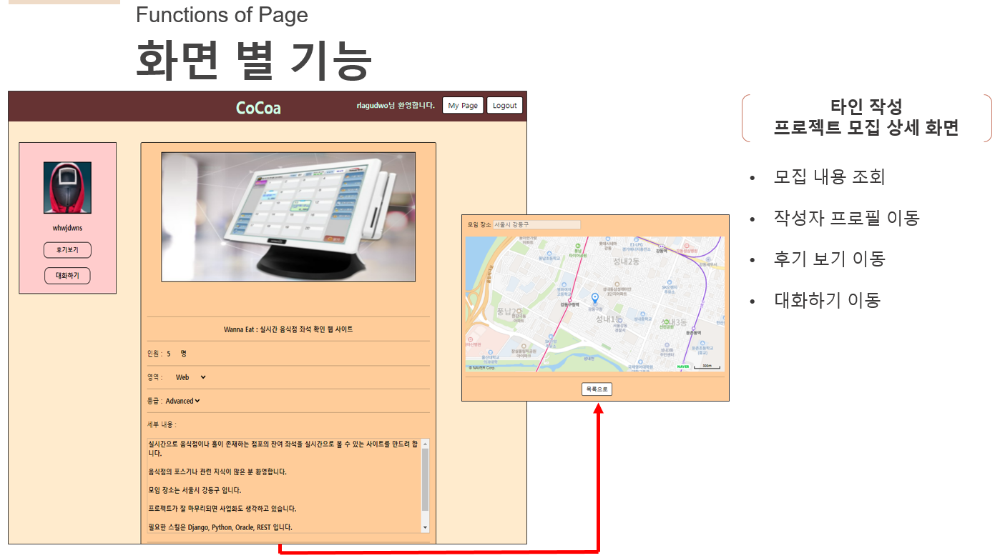 Functions of Page
화면 별 기능
CoCoa
rlagudwo님 환영합니다.
My Page
Logout
whwjdwns
후기보기
대화하기
Wanna Eat : 실시간 음식점 좌석 확인 웹 사이트
인원 : 5 명
영역 : Web
등급 : Advanced
세부 내용 :
실시간으로 음식점이나 홀이 존재하는 점포의 잔여 좌석을 실시간으로 볼 수 있는 사이트를 만드려 합
니다.
음식점의 포스기나 관련 지식이 많은 분 환영합니다.
모임 장소는 서울시 강동구 입니다.
프로젝트가 잘 마무리되면 사업화도 생각하고 있습니다.
필요한 스킬은 Django, Python, Oracle, REST 입니다.
모임 장소 서울시 강동구
강동역
성내2동
강동구청역
강동구청
성내1동
성내3동
둔촌동역
성내천
© NAVER Corp.
NAVER
300m
목록으로
타인 작성
프로젝트 모집 상세 화면
• 모집 내용 조회
• 작성자 프로필 이동
• 후기 보기 이동
• 대화하기 이동